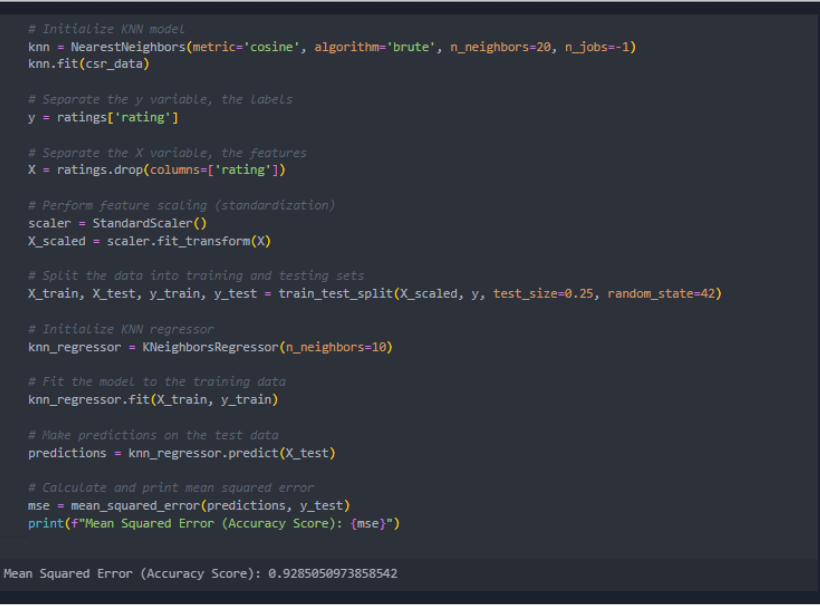 # Initialize KNN model
knn = NearestNeighbors(metric='cosine', algorithm='brute', n_neighbors=20, n_jobs=-1)
knn.fit(csr_data)
# Separate the y variable, the labels
y = ratings['rating']
# Separate the X variable, the features
X = ratings.drop(columns=['rating'])
# Perform feature scaling (standardization)
scaler = StandardScaler()
X_scaled = scaler.fit_transform(X)
# Split the data into training and testing sets
X_train, X_test, y_train, y_test = train_test_split(X_scaled, y, test_size=0.25, random_state=42)
# Initialize KNN regressor
knn_regressor = KNeighborsRegressor(n_neighbors=10)
# Fit the model to the training data
knn_regressor.fit(X_train, y_train)
# Make predictions on the test data
predictions = knn_regressor.predict(X_test)
# Calculate and print mean squared error
mse = mean_squared_error(predictions, y_test)
print(f"Mean Squared Error (Accuracy Score): {mse}")
Mean Squared Error (Accuracy Score): 0.9285050973858542